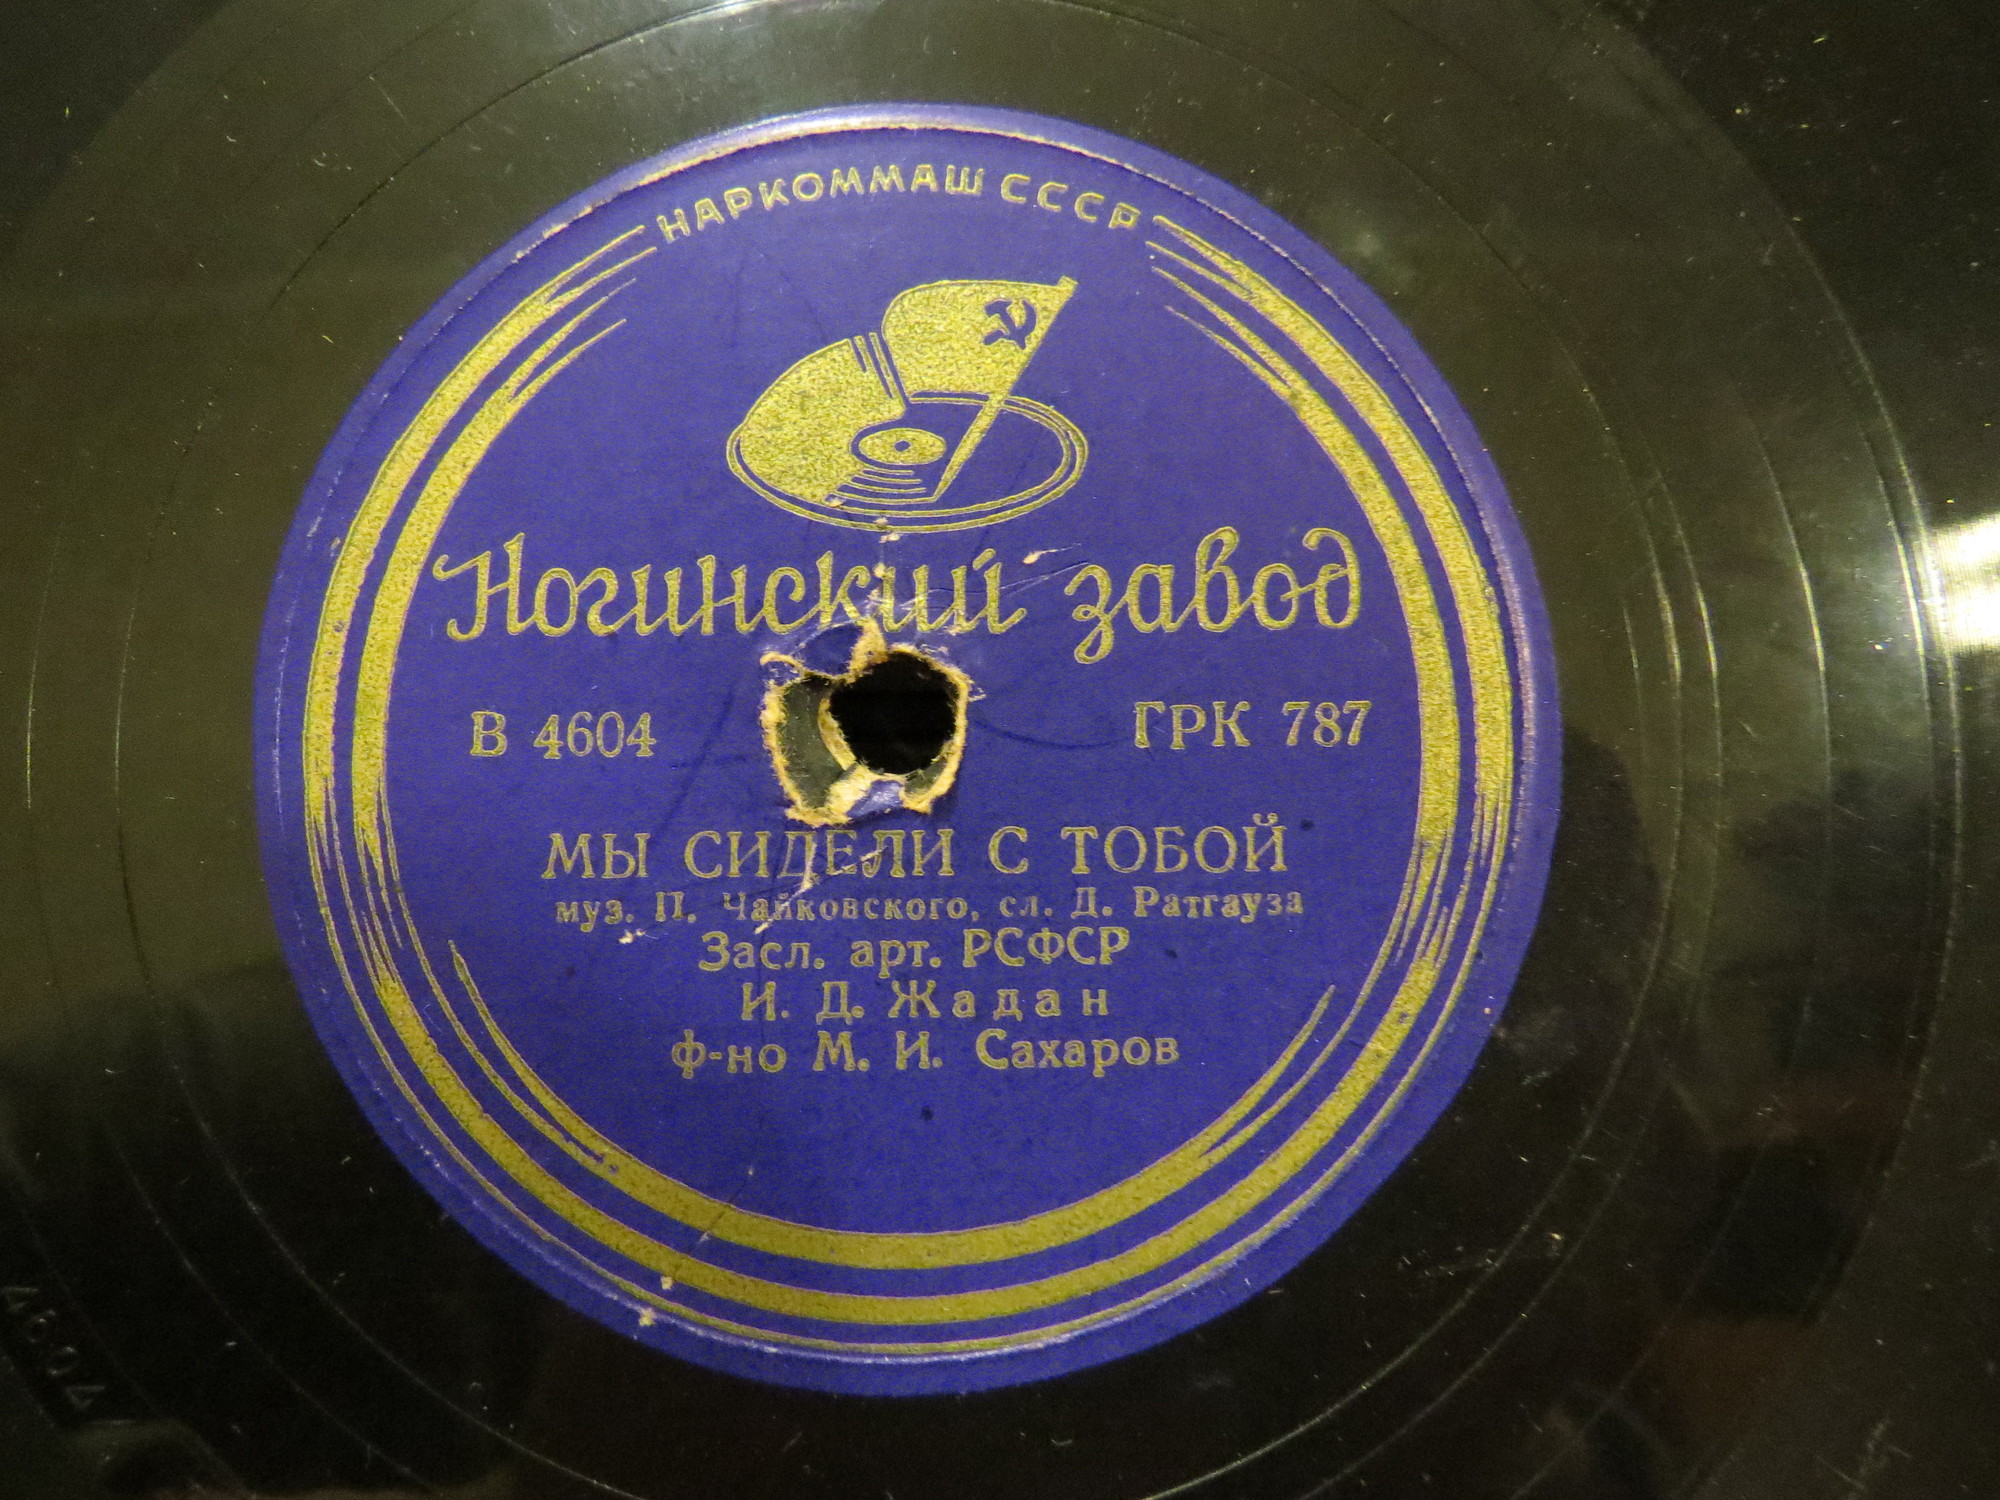 НАРКОММАШ СССР
Ногинский завод
В 4604 ГРК 787
МЫ СИДЕЛИ С ТОБОЙ
муз. П. Чайковского, сл. Д. Ратгауза
Засл. арт. РСФСР
И. Д. Жадан
ф-но М. И. Сахаров
4604